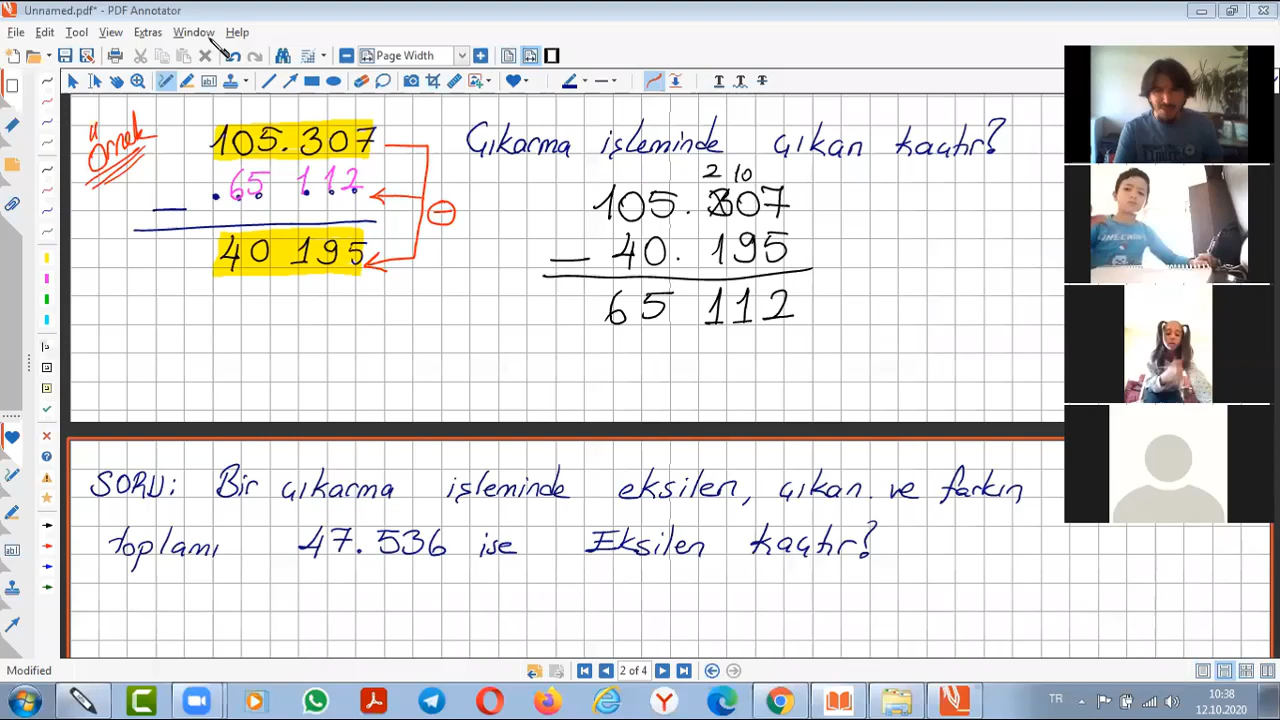 Unnamed.pdf* - PDF Annotator
File Edit Tool View Extras Window Help
Page Width
Örnek
105.307
65 112
40 195
Çıkarma işleminde çıkan kaçtır?
2 10
105.307
40.195
65 112
SORU: Bir çıkarma işleminde eksilen, çıkan ve farkın
toplamı 47.536 ise Eksilen kaçtır?
Modified
2 of 4
TR
10:38
12.10.2020